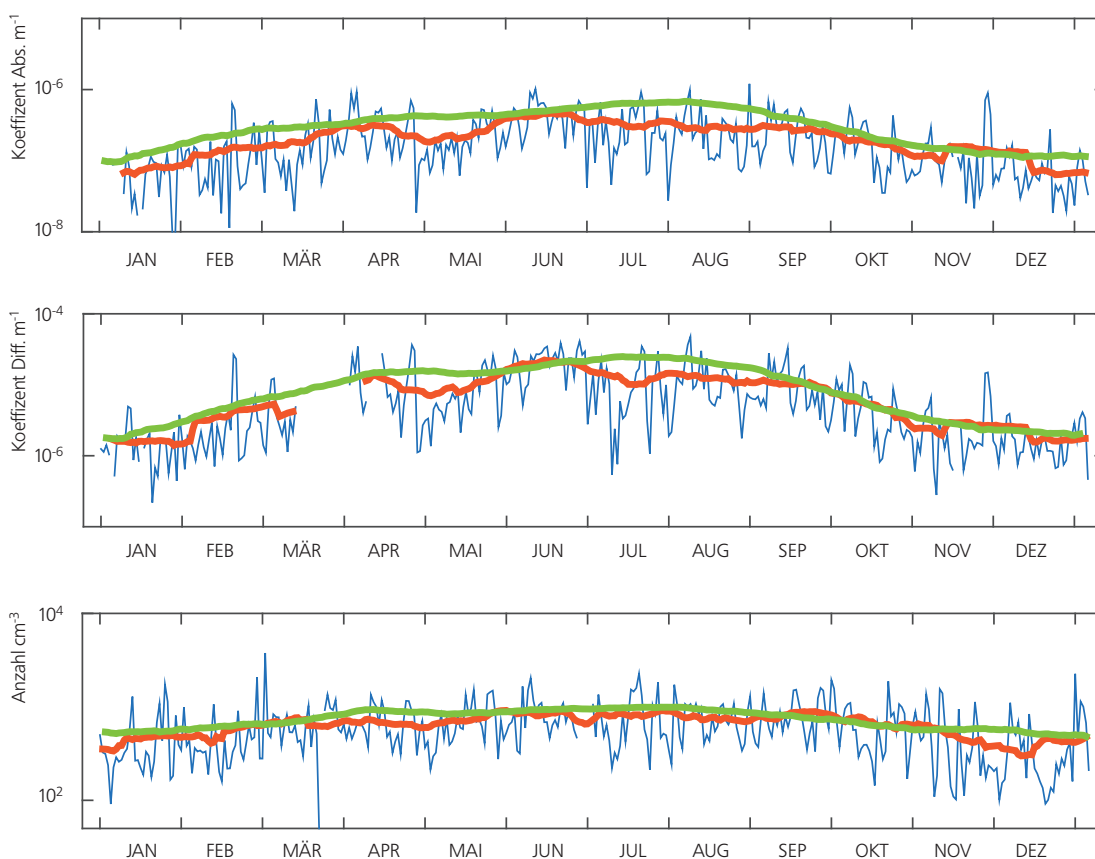 Koeffizent Abs. m-1
10-6
10-8
JAN FEB MÄR APR MAI JUN JUL AUG SEP OKT NOV DEZ
Koeffizent Diff. m-1
10-4
10-6
JAN FEB MÄR APR MAI JUN JUL AUG SEP OKT NOV DEZ
Anzahl cm-3
104
102
JAN FEB MÄR APR MAI JUN JUL AUG SEP OKT NOV DEZ